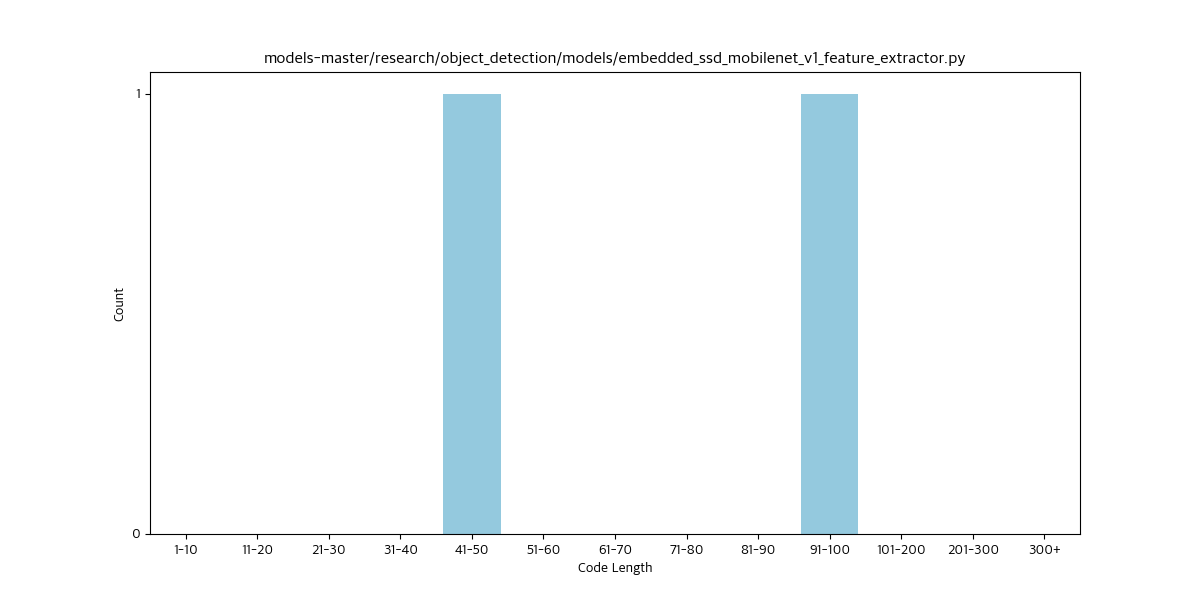 models-master/research/object_detection/models/embedded_ssd_mobilenet_v1_feature_extractor.py
1
Count
0
1-10 11-20 21-30 31-40 41-50 51-60 61-70 71-80 81-90 91-100 101-200 201-300 300+
Code Length